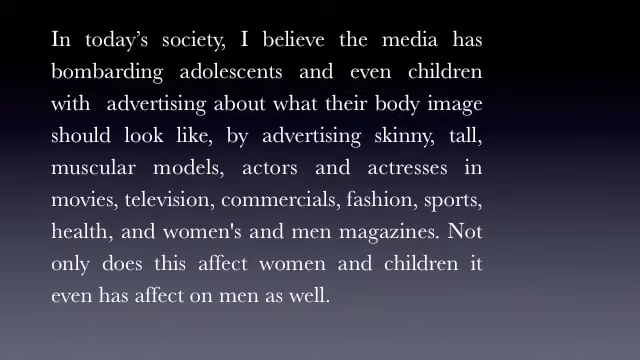 In today’s society, I believe the media has
bombarding adolescents and even children
with advertising about what their body image
should look like, by advertising skinny, tall,
muscular models, actors and actresses in
movies, television, commercials, fashion, sports,
health, and women's and men magazines. Not
only does this affect women and children it
even has affect on men as well.